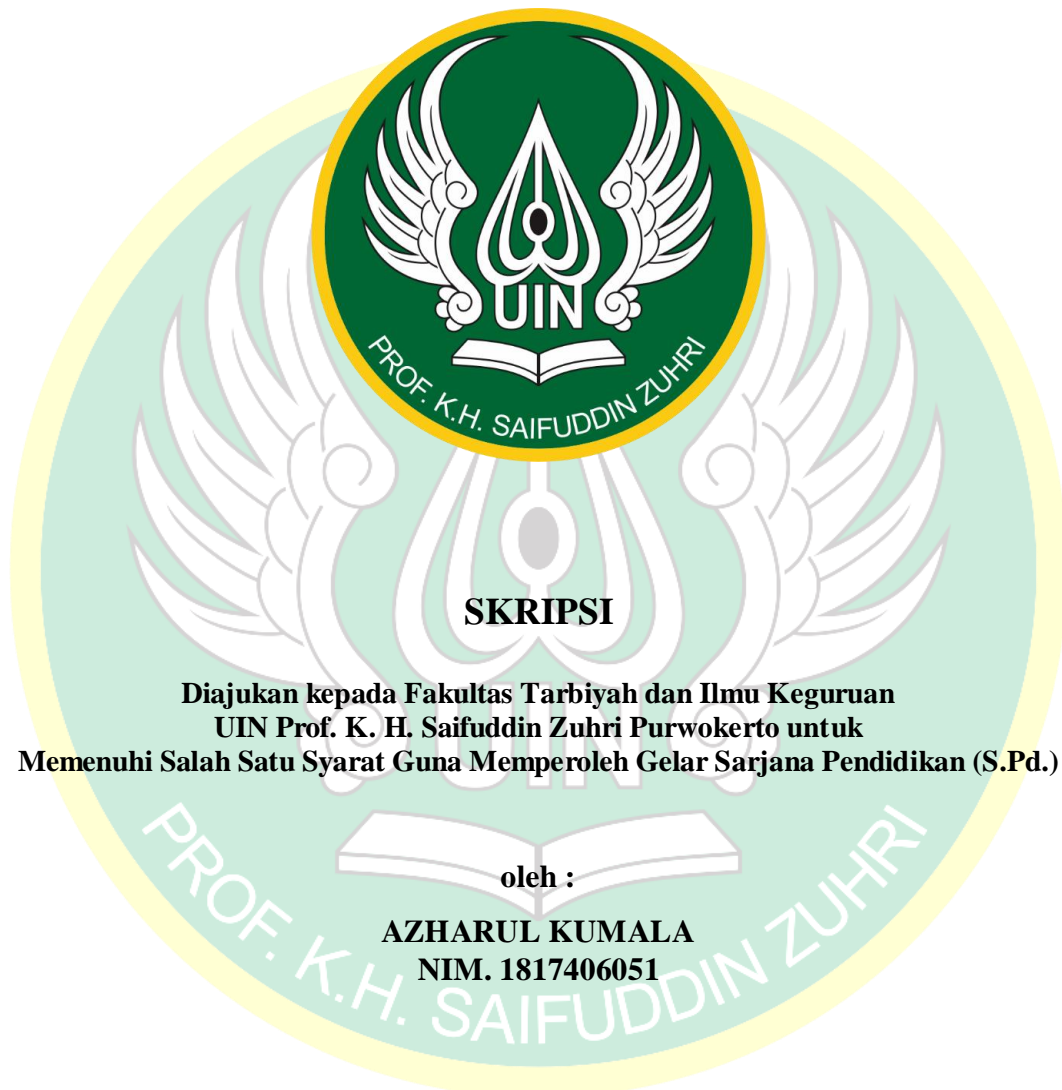 UIN
PROF. K.H. SAIFUDDIN ZUHRI
SKRIPSI
Diajukan kepada Fakultas Tarbiyah dan Ilmu Keguruan
UIN Prof. K. H. Saifuddin Zuhri Purwokerto untuk
Memenuhi Salah Satu Syarat Guna Memperoleh Gelar Sarjana Pendidikan (S.Pd.)
UIN
oleh :
AZHARUL KUMALA
NIM. 1817406051
PROF. K.H. SAIFUDDIN ZUHRI